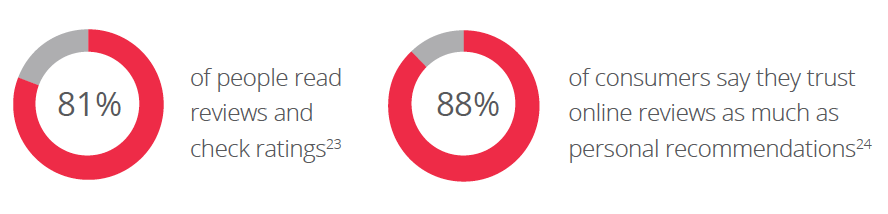 81%
of people read
reviews and
check ratings23
88%
of consumers say they trust
online reviews as much as
personal recommendations24